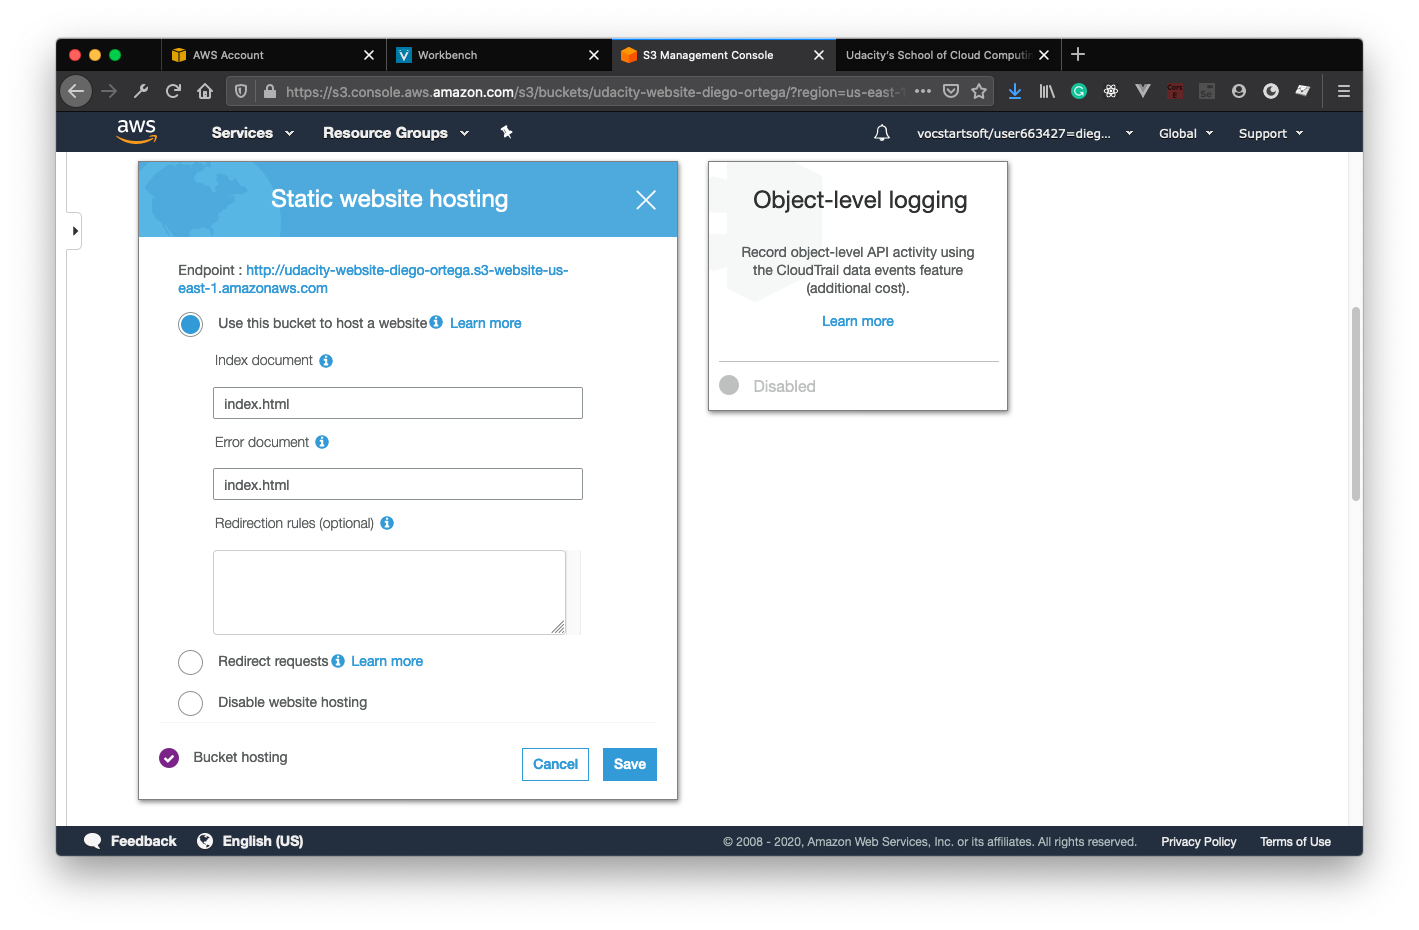 AWS Account
Workbench
S3 Management Console
Udacity's School of Cloud Computin
https://s3.console.aws.amazon.com/s3/buckets/udacity-website-diego-ortega/?region=us-east-1
aws
Services
Resource Groups
vocstartsoft/user663427=dieg...
Global
Support
Static website hosting
Endpoint : http://udacity-website-diego-ortega.s3-website-us-
east-1.amazonaws.com
Use this bucket to host a website Learn more
Index document
index.html
Error document
index.html
Redirection rules (optional)
Redirect requests Learn more
Disable website hosting
Bucket hosting
Cancel
Save
Object-level logging
Record object-level API activity using
the CloudTrail data events feature
(additional cost).
Learn more
Disabled
Feedback
English (US)
© 2008 - 2020, Amazon Web Services, Inc. or its affiliates. All rights reserved.
Privacy Policy
Terms of Use